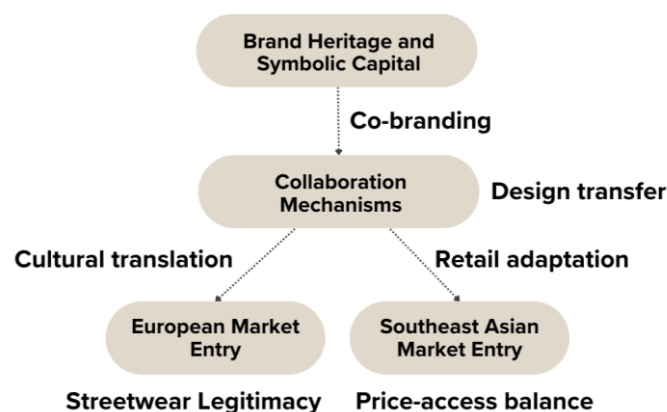 Brand Heritage and
Symbolic Capital
Co-branding
Collaboration
Mechanisms
Design transfer
Cultural translation
Retail adaptation
European Market
Entry
Southeast Asian
Market Entry
Streetwear Legitimacy
Price-access balance